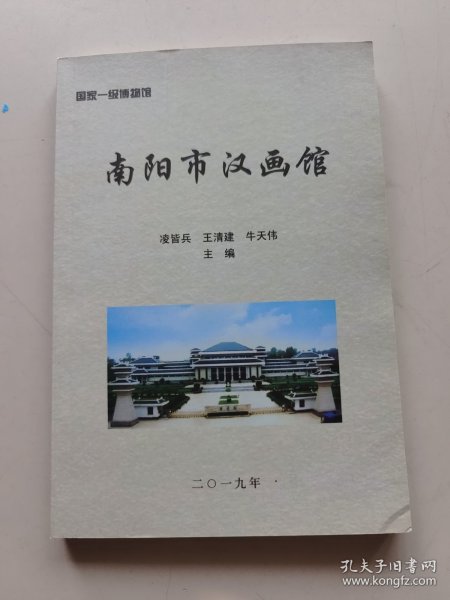 国家一级博物馆
南阳市汉画馆
凌皆兵 王清建 牛天伟
主编
二〇一九年
孔夫子旧书网
www.kongfz.com